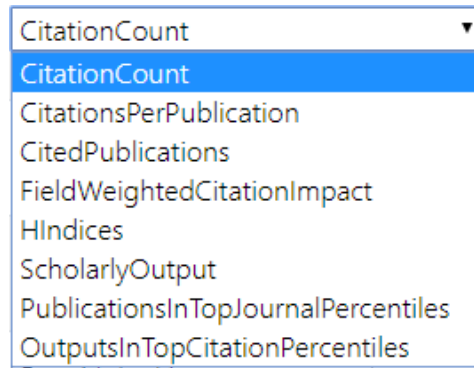 CitationCount
CitationCount
CitationsPerPublication
CitedPublications
FieldWeightedCitationImpact
HIndices
ScholarlyOutput
PublicationsInTopJournalPercentiles
OutputsInTopCitationPercentiles